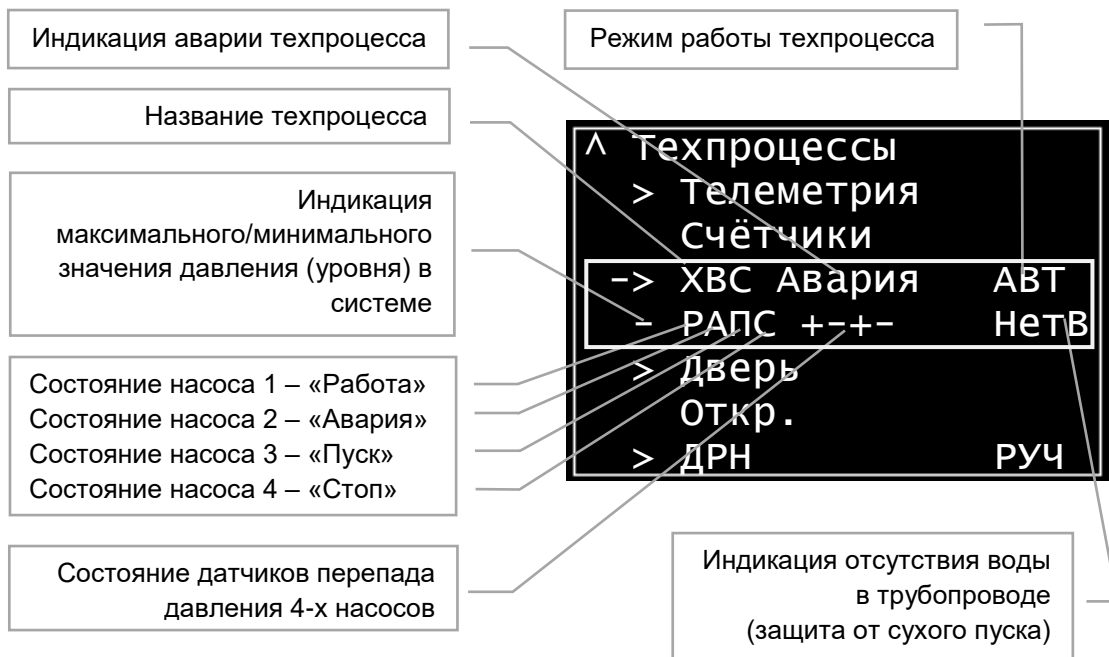 Индикация аварии техпроцесса
Режим работы техпроцесса
Название техпроцесса
Индикация
максимального/минимального
значения давления (уровня) в
системе
Состояние насоса 1 – «Работа»
Состояние насоса 2 – «Авария»
Состояние насоса 3 – «Пуск»
Состояние насоса 4 – «Стоп»
Состояние датчиков перепада
давления 4-х насосов
^ Техпроцессы
> Телеметрия
Счётчики
-> ХВС Авария АВТ
- РАПС +-+- НетВ
> Дверь
Откр.
> ДРН РУЧ
Индикация отсутствия воды
в трубопроводе
(защита от сухого пуска)